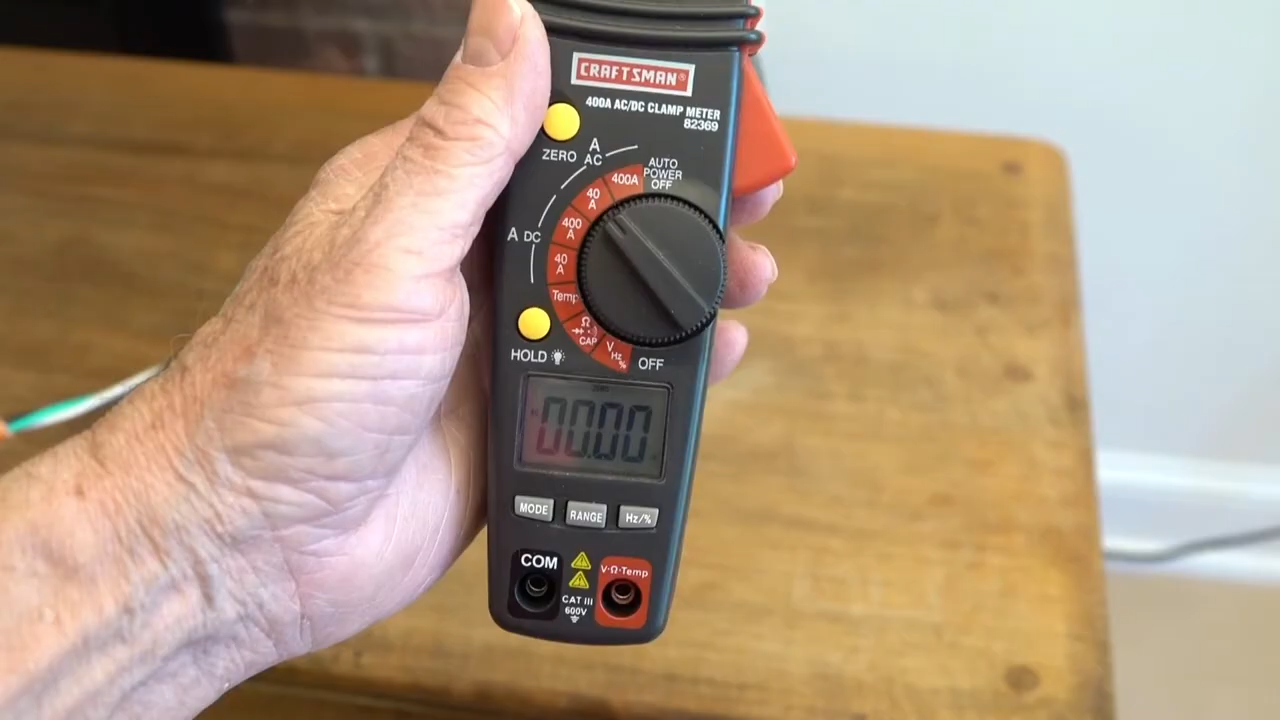 CRAFTSMAN®
400A AC/DC CLAMP METER
82369
ZERO
A
AC
AUTO
POWER
OFF
400A
40
A
400
A
A DC
40
A
Temp
Ω
CAP
V
Hz
%
OFF
HOLD
ZERO
00.00
MODE
RANGE
Hz/%
COM
V·Ω·Temp
CAT III
600V